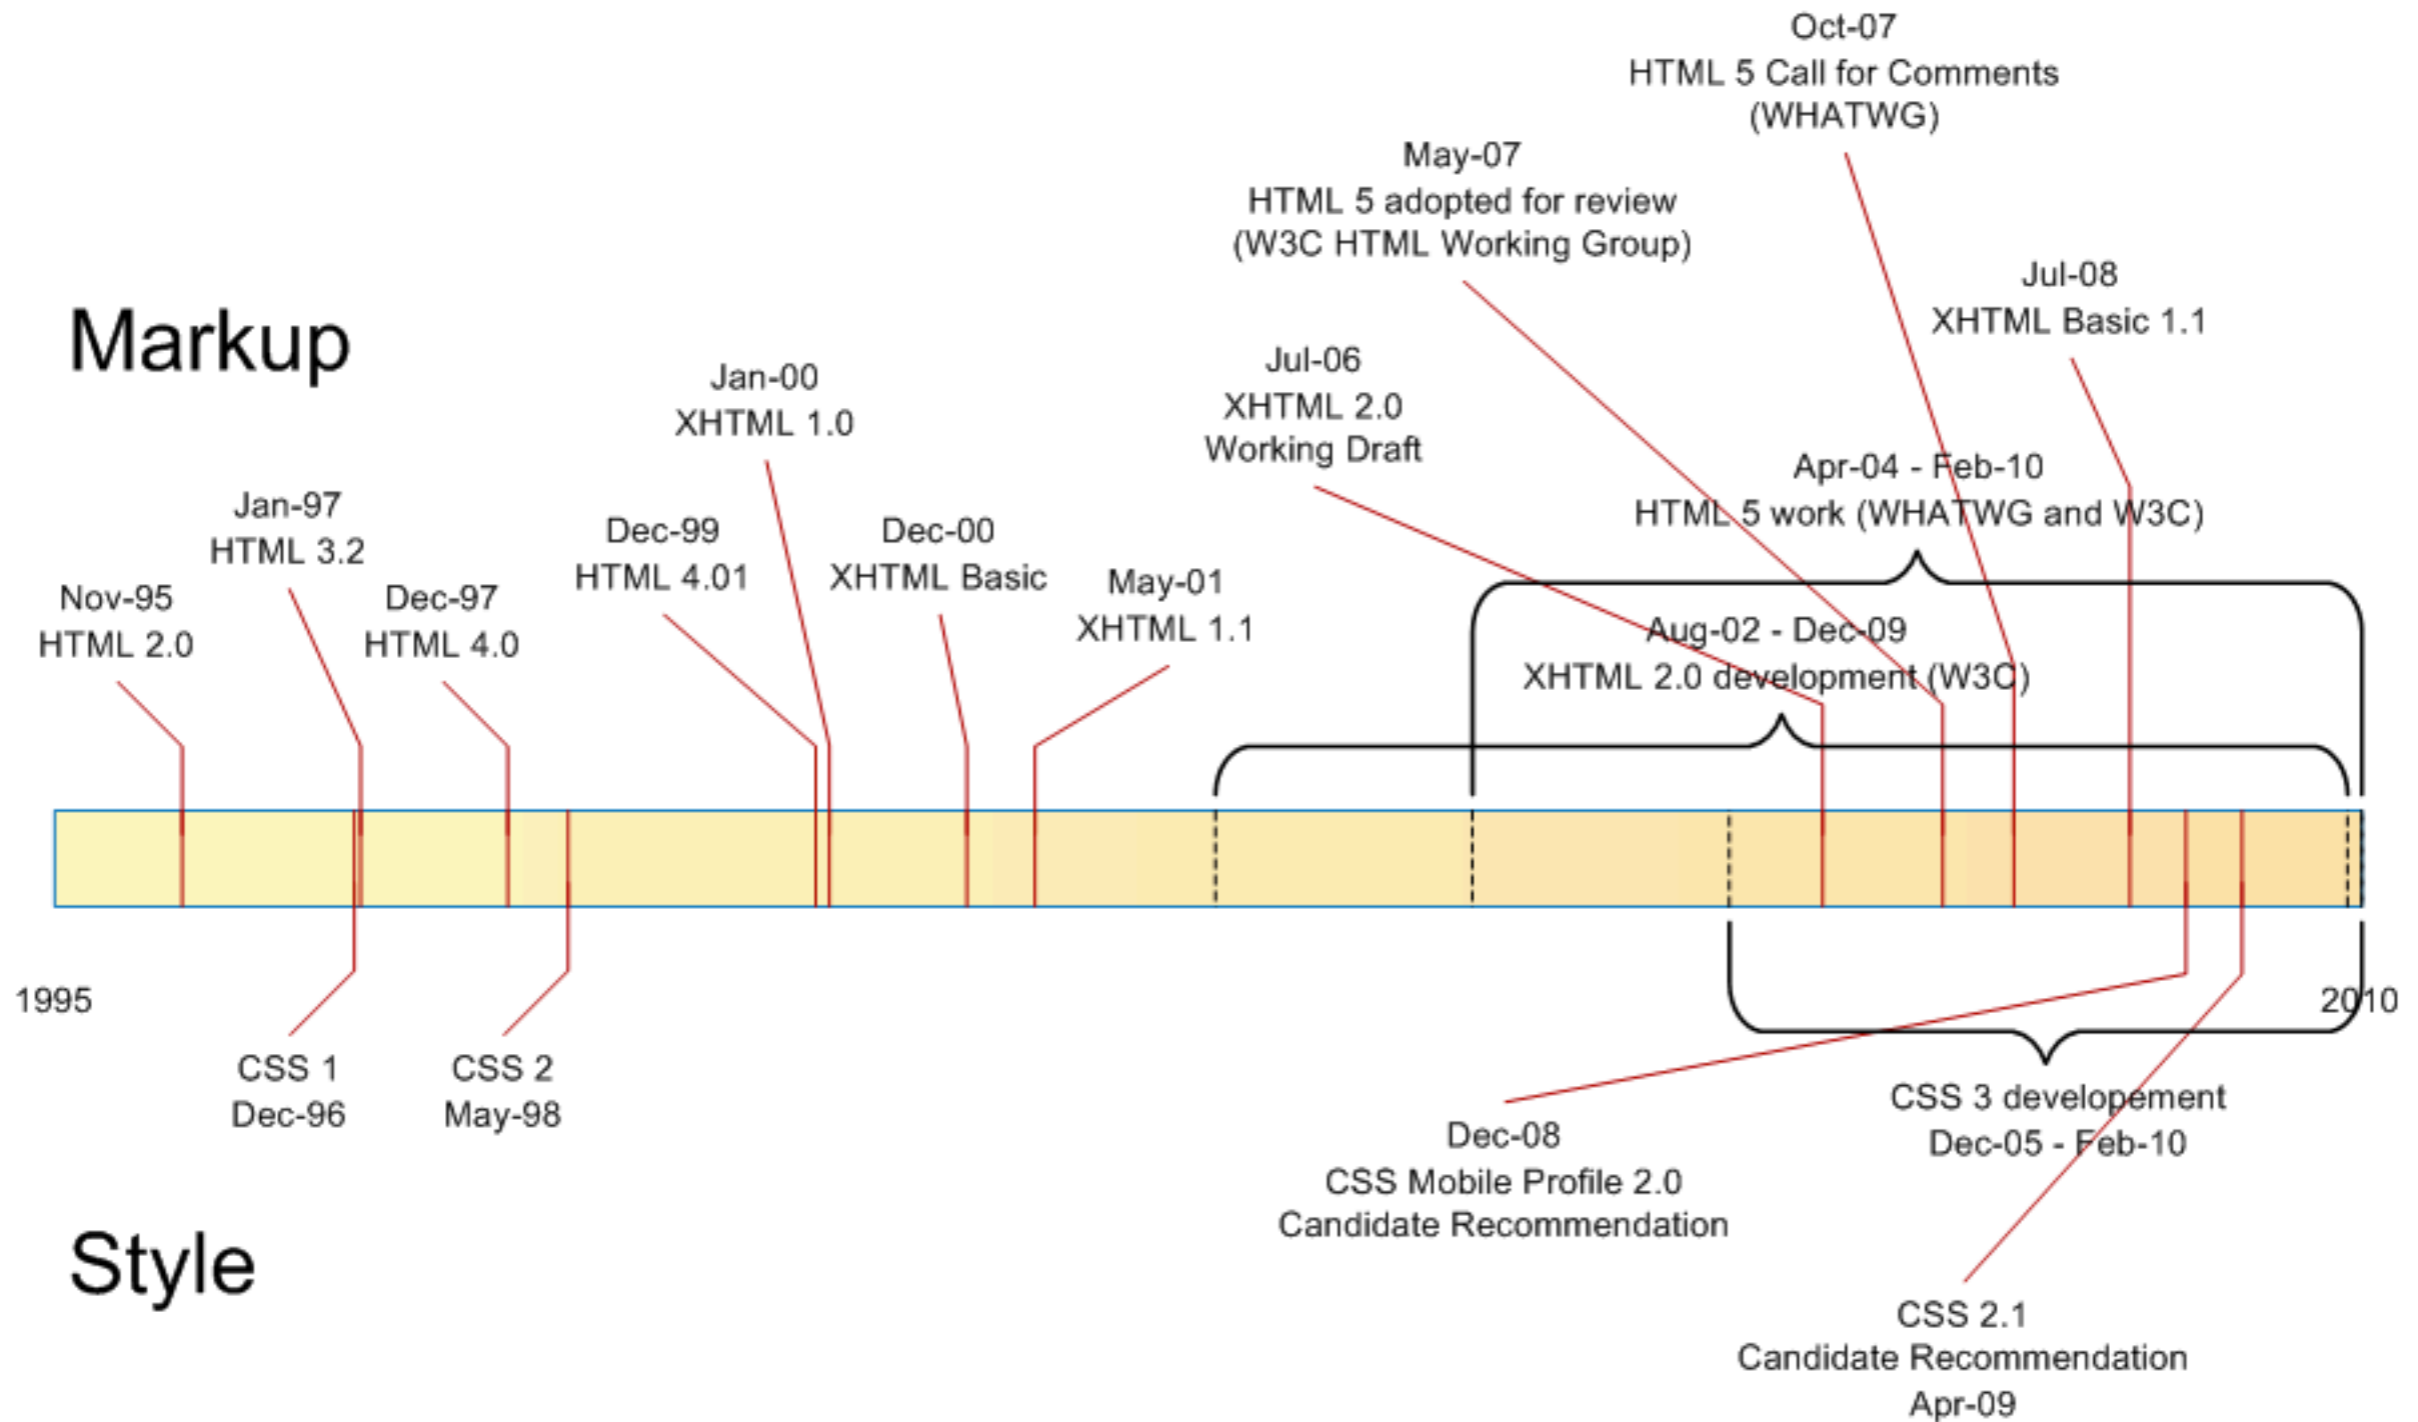 Oct-07
HTML 5 Call for Comments
(WHATWG)
May-07
HTML 5 adopted for review
(W3C HTML Working Group)
Jul-08
XHTML Basic 1.1
Markup
Jul-06
XHTML 2.0
Working Draft
Jan-00
XHTML 1.0
Apr-04 - Feb-10
HTML 5 work (WHATWG and W3C)
Jan-97
HTML 3.2
Dec-99
HTML 4.01
Dec-00
XHTML Basic
May-01
XHTML 1.1
Nov-95
HTML 2.0
Dec-97
HTML 4.0
Aug-02 - Dec-09
XHTML 2.0 development (W3C)
1995
2010
CSS 1
Dec-96
CSS 2
May-98
CSS 3 developement
Dec-05 - Feb-10
Dec-08
CSS Mobile Profile 2.0
Candidate Recommendation
Style
CSS 2.1
Candidate Recommendation
Apr-09